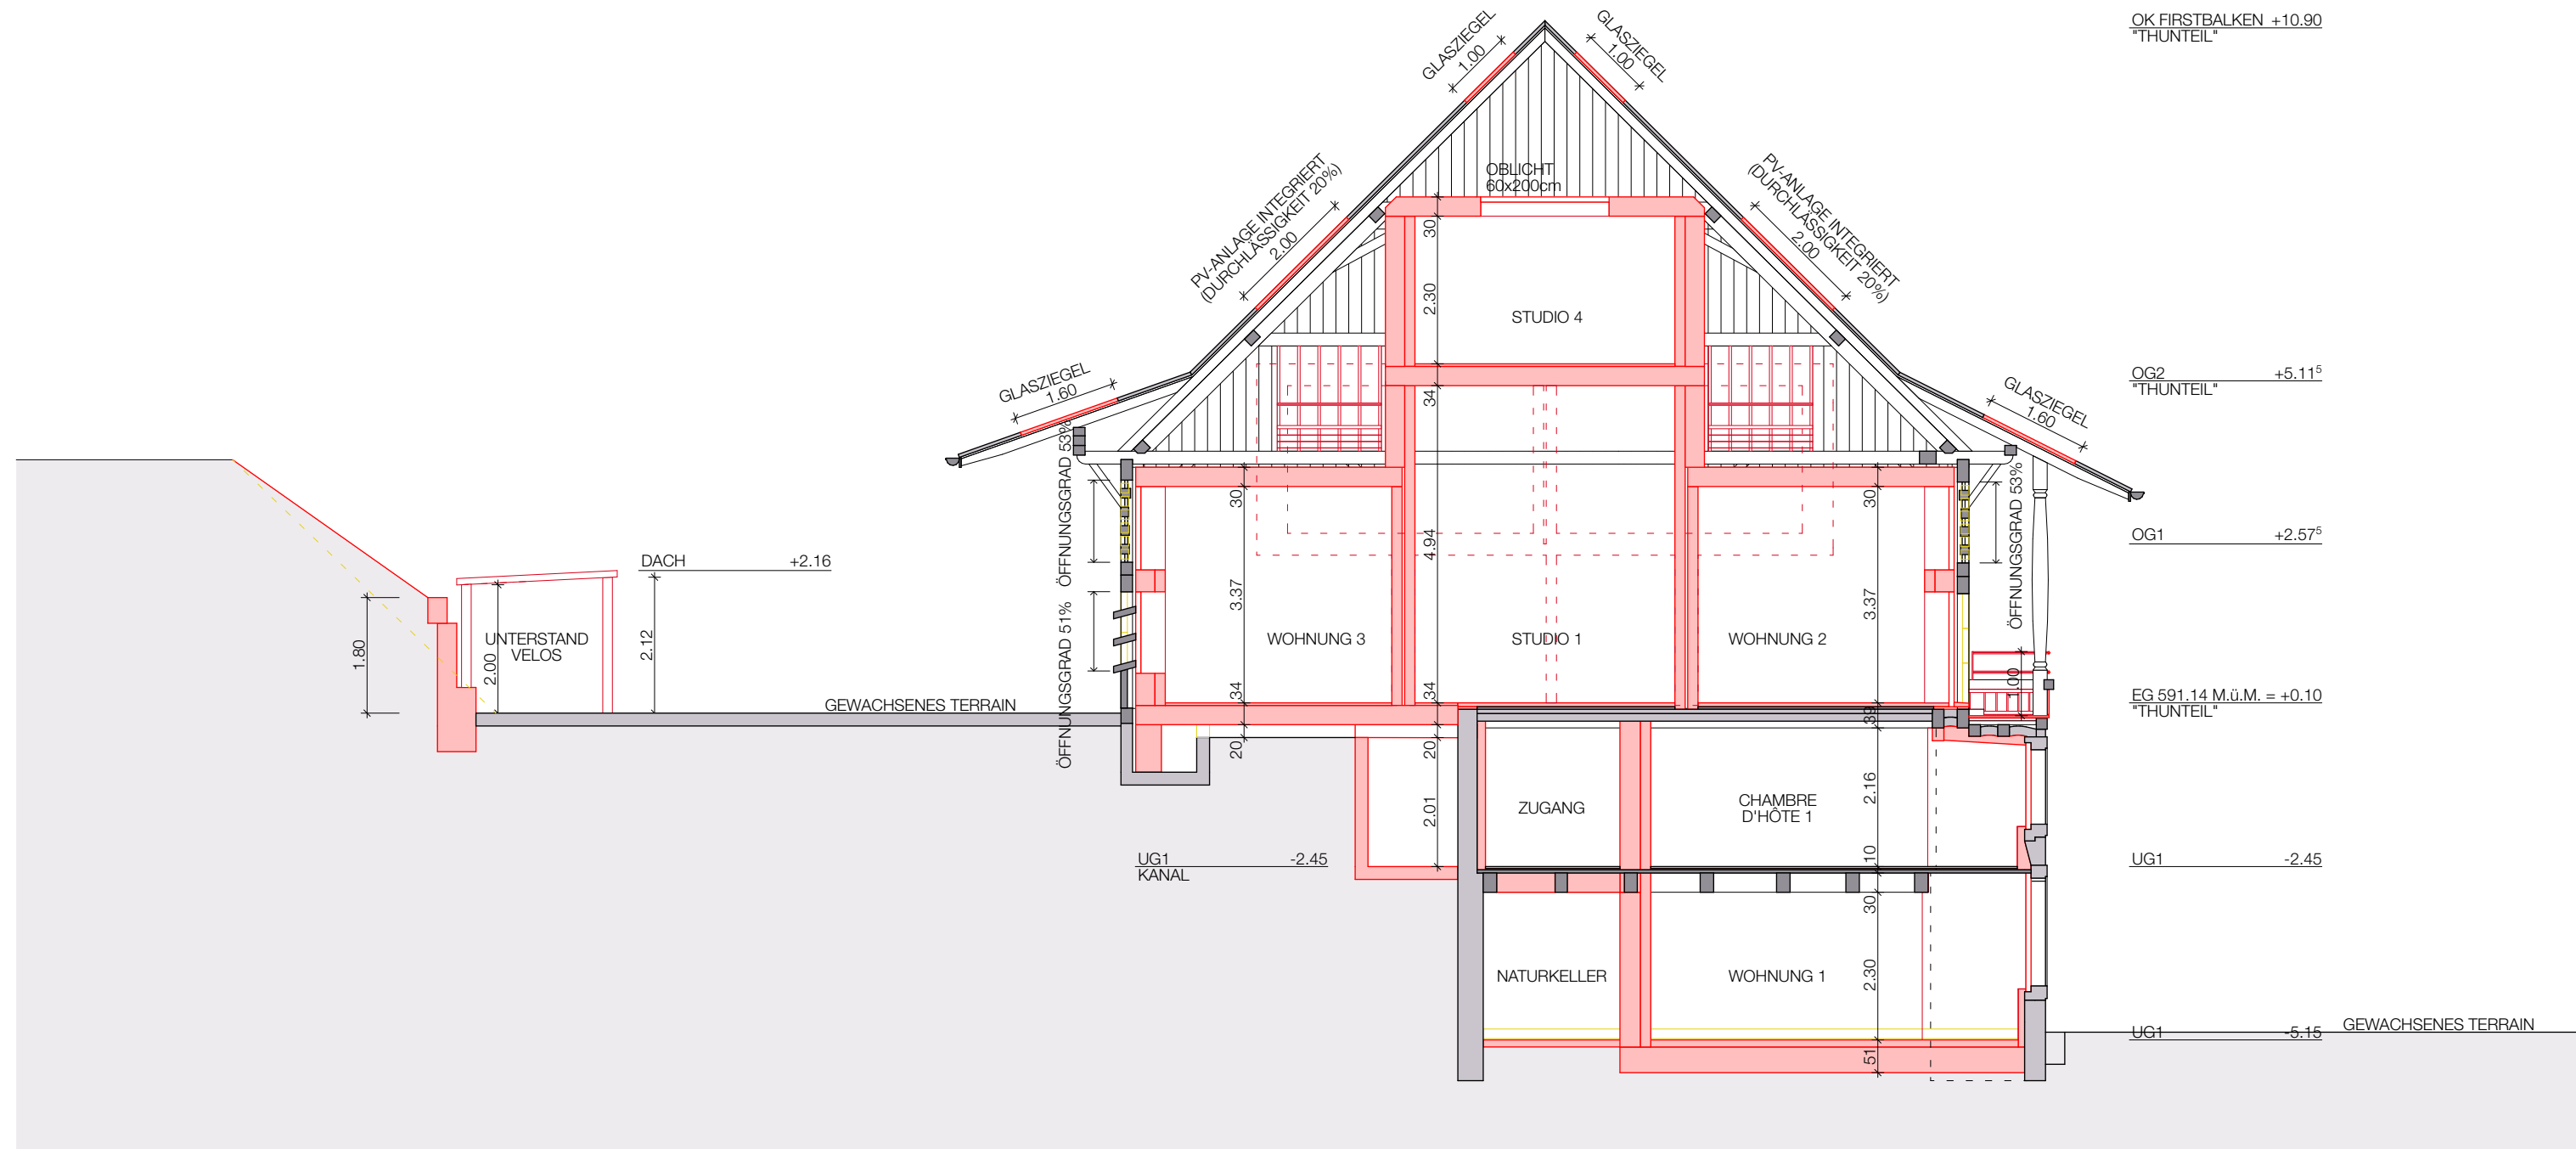 OK FIRSTBALKEN +10.90
"THUNTEIL"
GLASZIEGEL
1.00
GLASZIEGEL
1.00
OBLICHT
60x200cm
PV-ANLAGE INTEGRIERT
(DURCHLÄSSIGKEIT 20%)
2.00
PV-ANLAGE INTEGRIERT
(DURCHLÄSSIGKEIT 20%)
2.00
30
2.30
STUDIO 4
GLASZIEGEL
1.60
GLASZIEGEL
1.60
OG2 +5.11⁵
"THUNTEIL"
34
ÖFFNUNGSGRAD 53%
ÖFFNUNGSGRAD 53%
30
30
OG1 +2.57⁵
4.94
DACH +2.16
3.37
3.37
1.80
UNTERSTAND
VELOS
2.00
2.12
ÖFFNUNGSGRAD 51%
WOHNUNG 3
STUDIO 1
WOHNUNG 2
1.00
34
34
GEWACHSENES TERRAIN
EG 591.14 M.ü.M. = +0.10
"THUNTEIL"
39
20
20
2.01
2.16
ZUGANG
CHAMBRE
D'HÔTE 1
UG1 -2.45
KANAL
10
UG1 -2.45
30
2.30
NATURKELLER
WOHNUNG 1
UG1 -5.15
GEWACHSENES TERRAIN
51